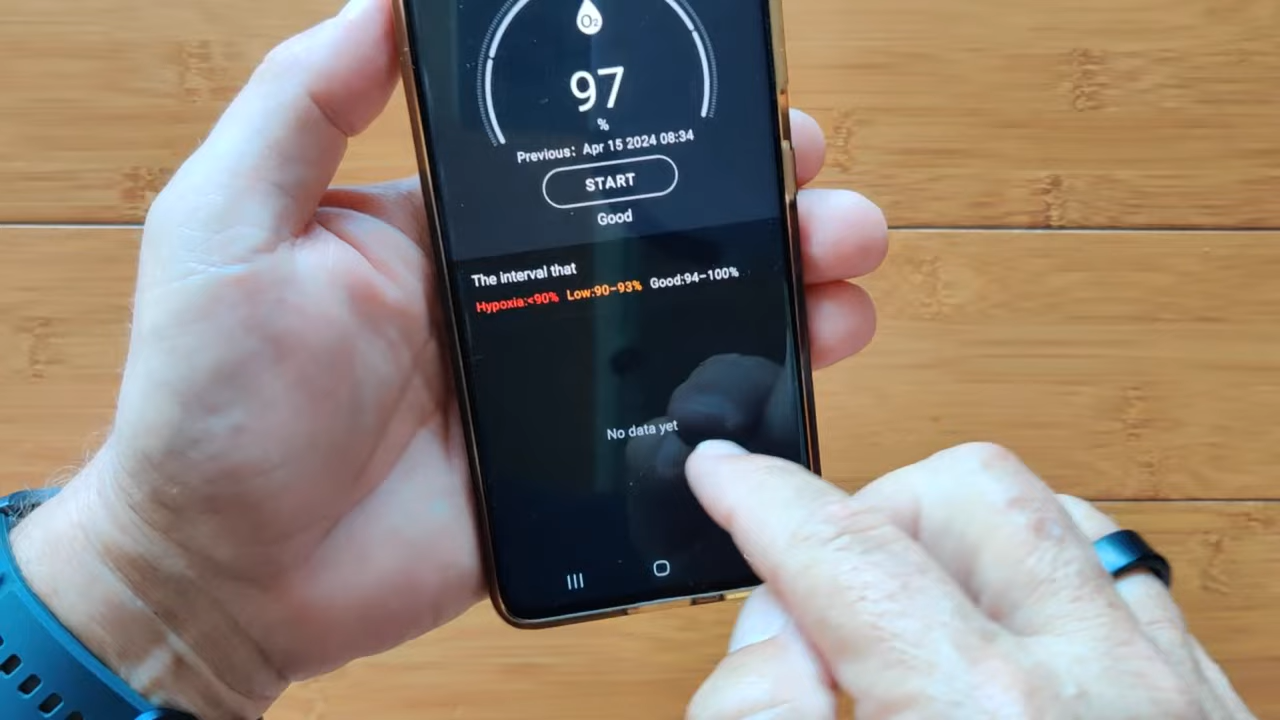 O₂
97
%
Previous: Apr 15 2024 08:34
START
Good
The interval that
Hypoxia:<90% Low:90-93% Good:94-100%
No data yet